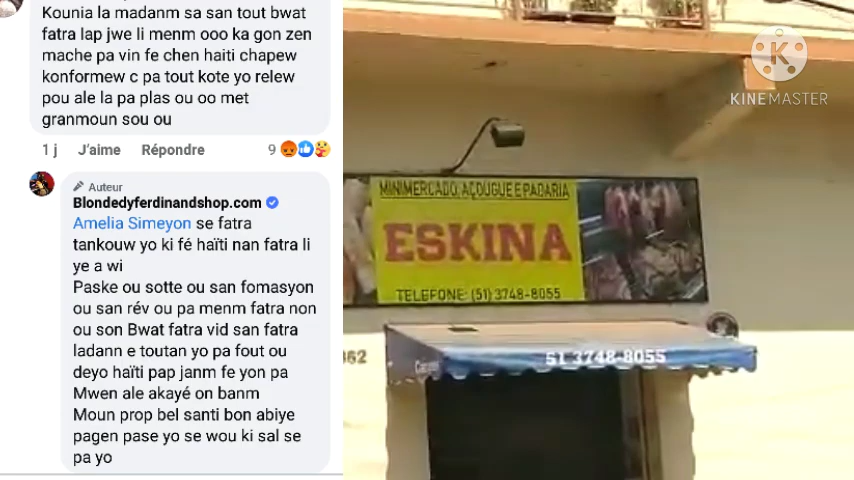 Kounia la madanm sa san tout bwat
fatra lap jwe li menm ooo ka gon zen
mache pa vin fe chen haiti chapew
konformew c pa tout kote yo relew
pou ale la pa plas ou oo met
granmoun sou ou
1 j J'aime Répondre 9
Auteur
Blondedyferdinandshop.com
Amelia Simeyon se fatra
tankouw yo ki fé haïti nan fatra li
ye a wi
Paske ou sotte ou san fomasyon
ou san rév ou pa menm fatra non
ou son Bwat fatra vid san fatra
ladann e toutan yo pa fout ou
deyo haïti pap janm fe yon pa
Mwen ale akayé on banm
Moun prop bel santi bon abiye
pagen pase yo se wou ki sal se
pa yo
KINEMASTER
MINIMERCADO, AÇOUGUE E PADARIA
ESKINA
TELEFONE: (51) 3748-8055
362
51 3748-8055